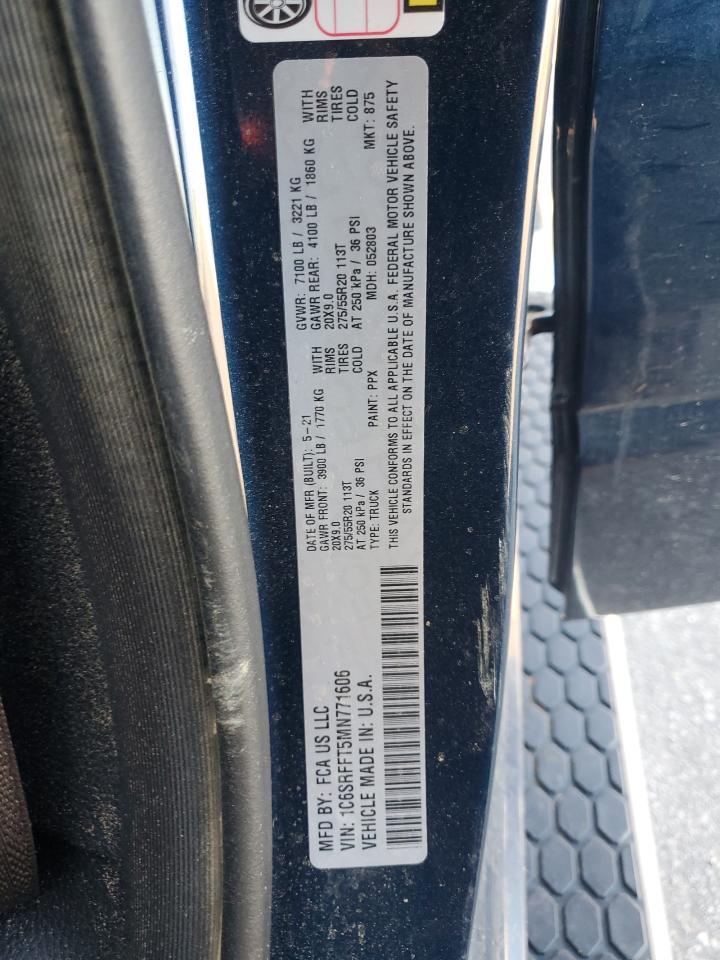 MFD BY: FCA US LLC
VIN: 1C6SRFFT5MN771606
VEHICLE MADE IN: U.S.A.
DATE OF MFR (BUILT): 5-21
GAWR FRONT: 3900 LB / 1770 KG WITH
20X9.0 RIMS
275/55R20 113T TIRES
AT 250 kPa / 36 PSI COLD
TYPE: TRUCK PAINT: PPX
GVWR: 7100 LB / 3221 KG
GAWR REAR: 4100 LB / 1860 KG WITH
20X9.0 RIMS
275/55R20 113T TIRES
AT 250 kPa / 36 PSI COLD
MDH: 052803 MKT: 875
THIS VEHICLE CONFORMS TO ALL APPLICABLE U.S.A. FEDERAL MOTOR VEHICLE SAFETY
STANDARDS IN EFFECT ON THE DATE OF MANUFACTURE SHOWN ABOVE.